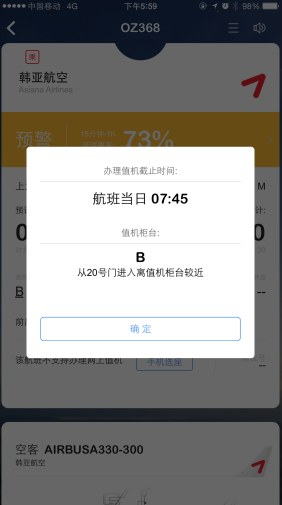 中国移动 4G 下午5:59 98%
OZ368
乘
韩亚航空
Asiana Airlines
预警 73%
办理值机截止时间:
航班当日 07:45
值机柜台:
B
从20号门进入离值机柜台较近
确 定
该航班不支持办理网上值机 手机选座
空客 AIRBUSA330-300
韩亚航空